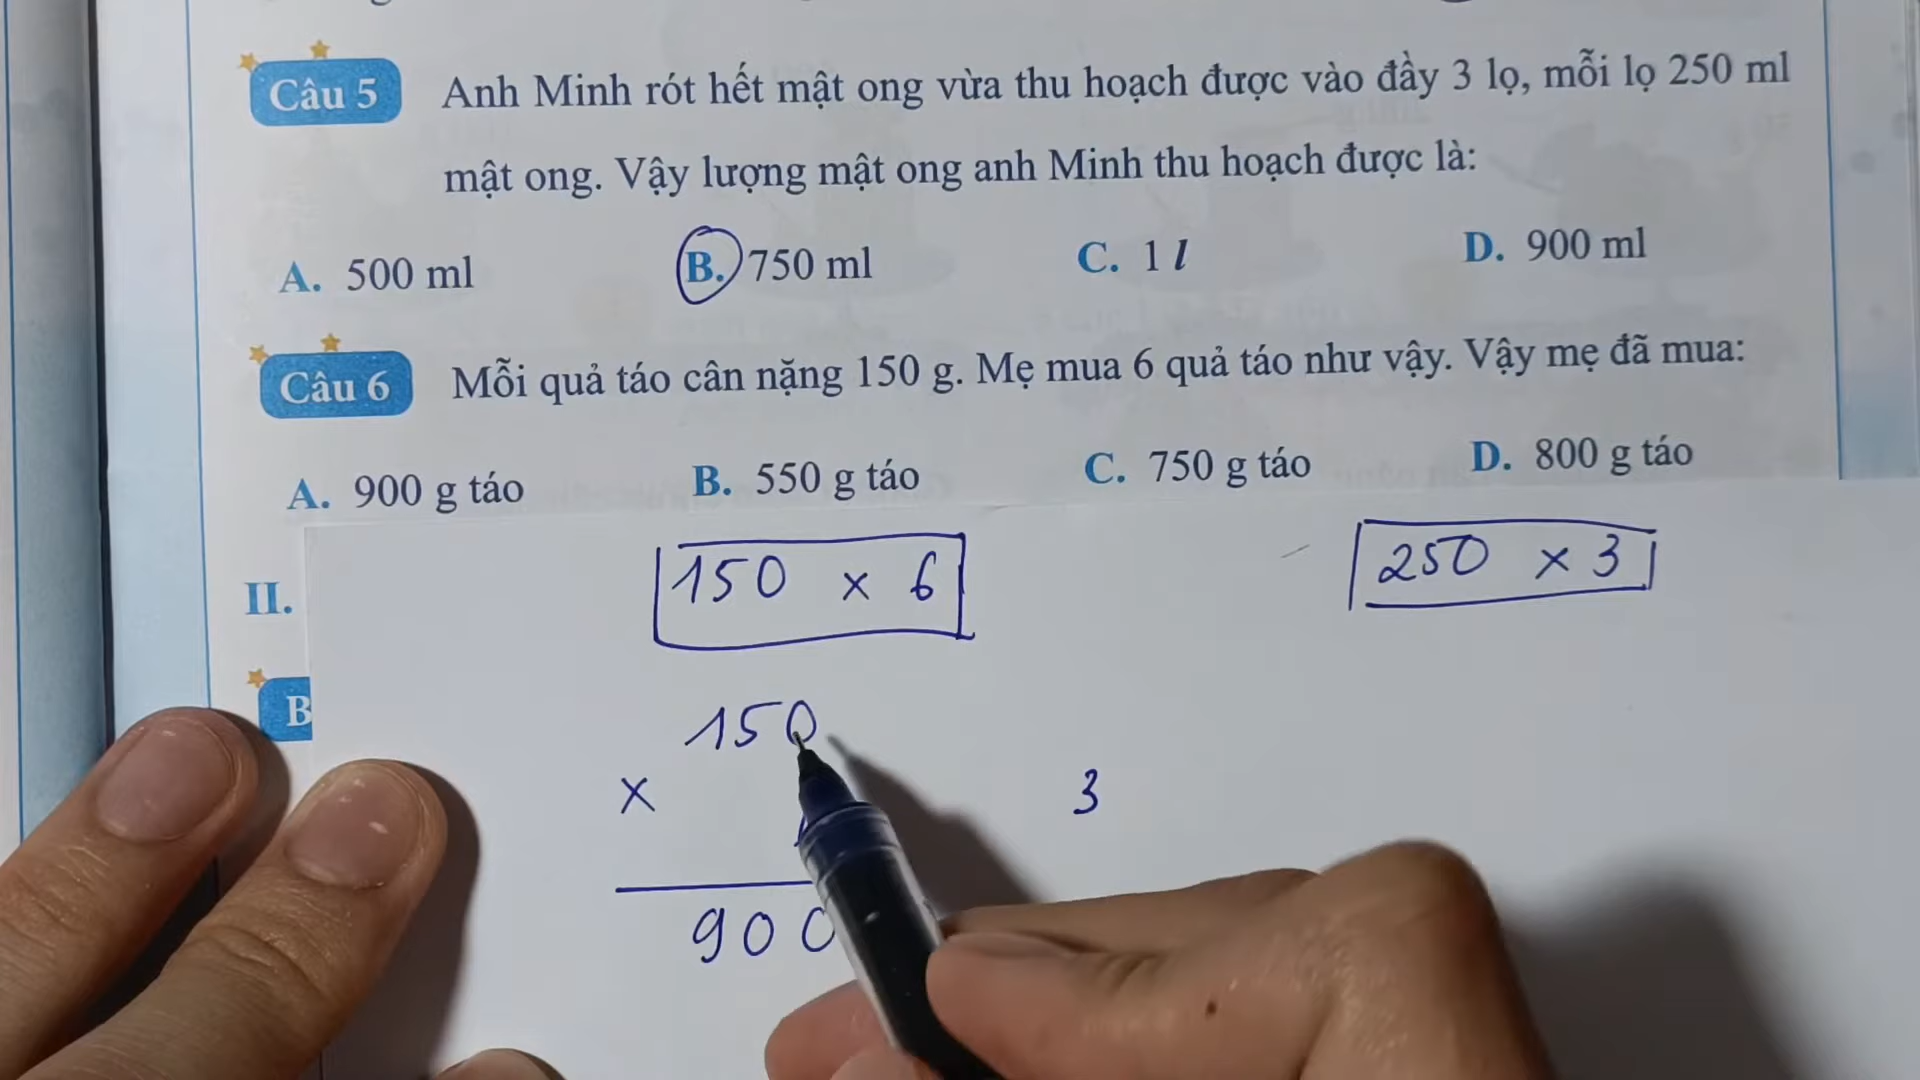 Câu 5 Anh Minh rót hết mật ong vừa thu hoạch được vào đầy 3 lọ, mỗi lọ 250 ml
mật ong. Vậy lượng mật ong anh Minh thu hoạch được là:
A. 500 ml B. 750 ml C. 1 l D. 900 ml
Câu 6 Mỗi quả táo cân nặng 150 g. Mẹ mua 6 quả táo như vậy. Vậy mẹ đã mua:
A. 900 g táo B. 550 g táo C. 750 g táo D. 800 g táo
150 x 6 250 x 3
II.
B
150
x 3
900